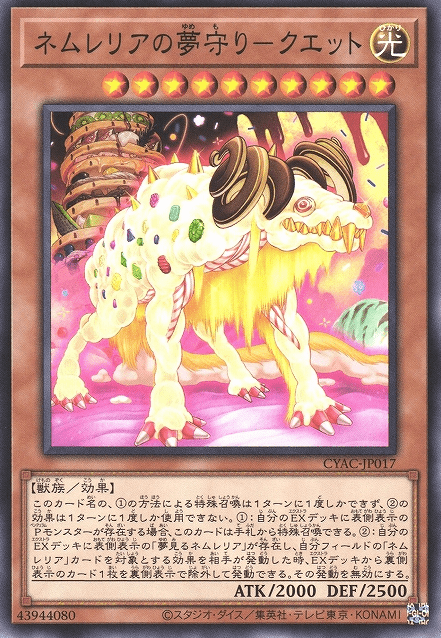 ネムレリアの夢守り－クエット
光
CYAC-JP017
【獣族／効果】
このカード名の、①の方法による特殊召喚は1ターンに1度しかできず、②の
効果は1ターンに1度しか使用できない。①：自分のEXデッキに表側表示の
Pモンスターが存在する場合、このカードは手札から特殊召喚できる。②：自分の
EXデッキに表側表示の「夢見るネムレリア」が存在し、自分フィールドの「ネム
レリア」カードを対象とする効果を相手が発動した時、EXデッキから裏側
表示のカード1枚を裏側表示で除外して発動できる。その発動を無効にする。
ATK/2000 DEF/2500
43944080
©スタジオ・ダイス／集英社・テレビ東京・KONAMI